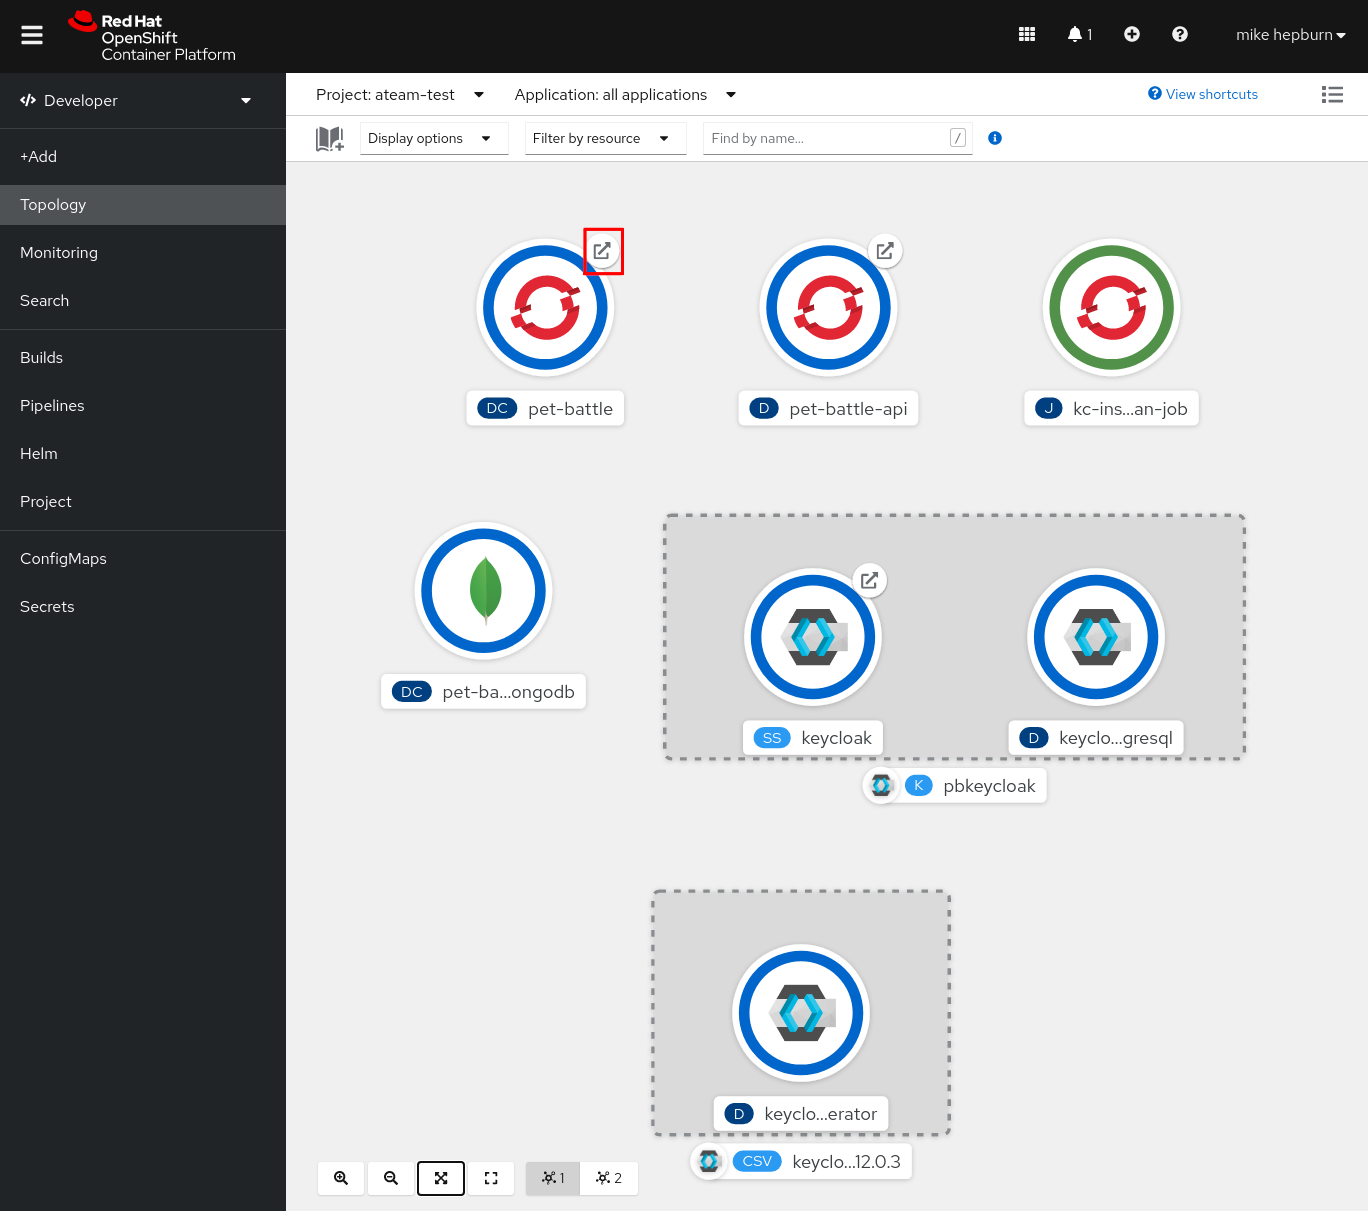 Red Hat
OpenShift
Container Platform
1
mike hepburn
Developer
Project: ateam-test
Application: all applications
View shortcuts
Display options
Filter by resource
Find by name...
/
+Add
Topology
Monitoring
Search
Builds
Pipelines
Helm
Project
ConfigMaps
Secrets
DC pet-battle
D pet-battle-api
J kc-ins...an-job
DC pet-ba...ongodb
SS keycloak
D keyclo...gresql
K pbkeycloak
D keyclo...erator
CSV keyclo...12.0.3
1
2